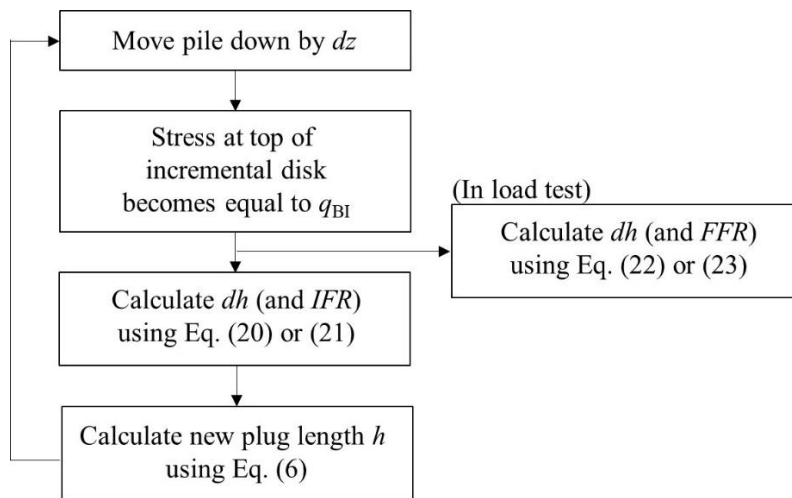 Move pile down by dz
Stress at top of
incremental disk
becomes equal to qBI
(In load test)
Calculate dh (and FFR)
using Eq. (22) or (23)
Calculate dh (and IFR)
using Eq. (20) or (21)
Calculate new plug length h
using Eq. (6)